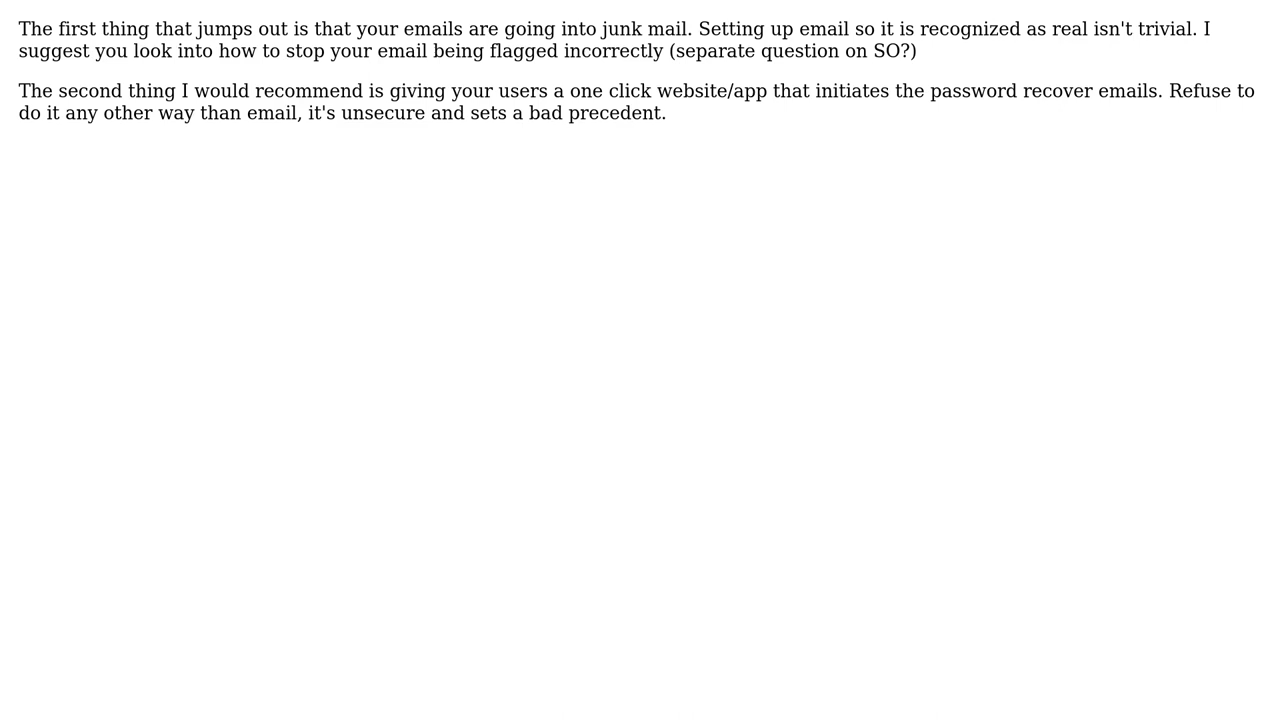 The first thing that jumps out is that your emails are going into junk mail. Setting up email so it is recognized as real isn't trivial. I
suggest you look into how to stop your email being flagged incorrectly (separate question on SO?)
The second thing I would recommend is giving your users a one click website/app that initiates the password recover emails. Refuse to
do it any other way than email, it's unsecure and sets a bad precedent.